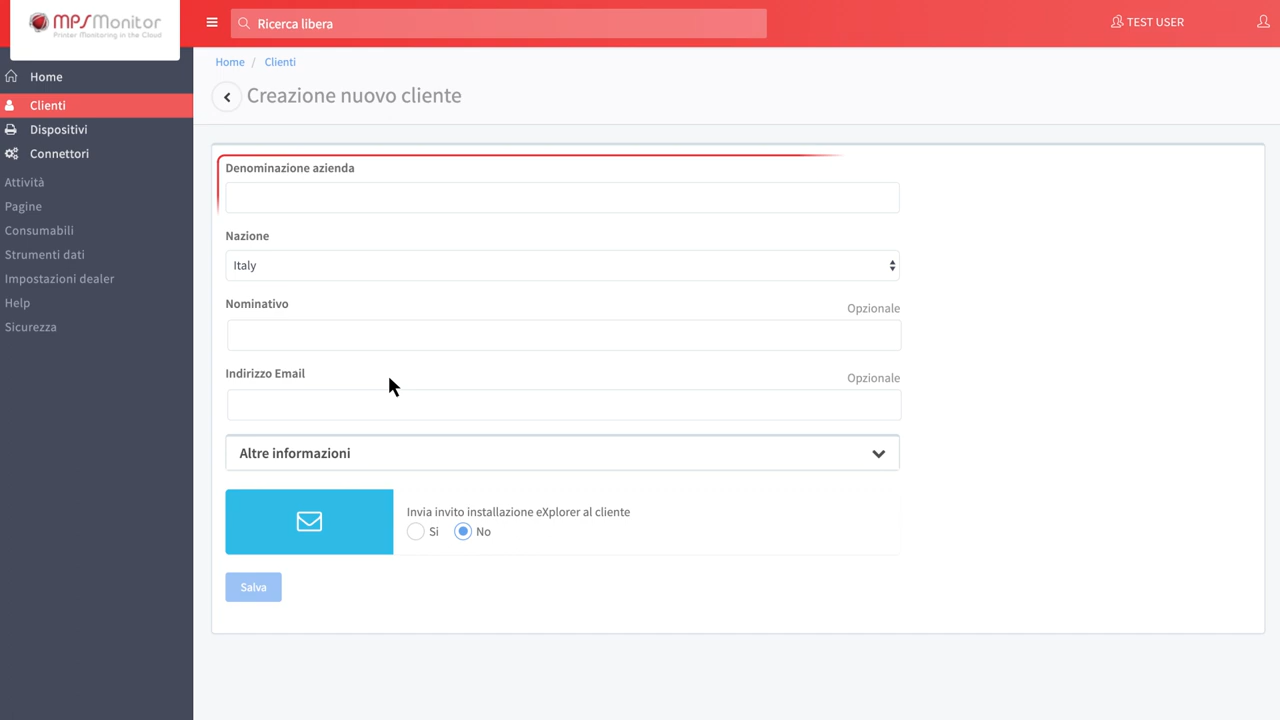 MPSMonitor
Printer Monitoring in the Cloud
Ricerca libera
TEST USER
Home
Clienti
Dispositivi
Connettori
Attività
Pagine
Consumabili
Strumenti dati
Impostazioni dealer
Help
Sicurezza
Home / Clienti
Creazione nuovo cliente
Denominazione azienda
Nazione
Italy
Nominativo
Opzionale
Indirizzo Email
Opzionale
Altre informazioni
Invia invito installazione eXplorer al cliente
Si No
Salva